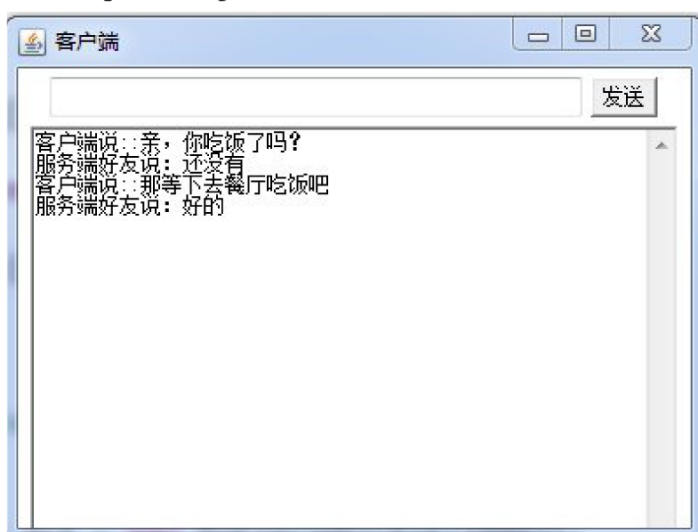 客户端
发送
客户端说::亲，你吃饭了吗?
服务端好友说：还没有
客户端说::那等下去餐厅吃饭吧
服务端好友说：好的